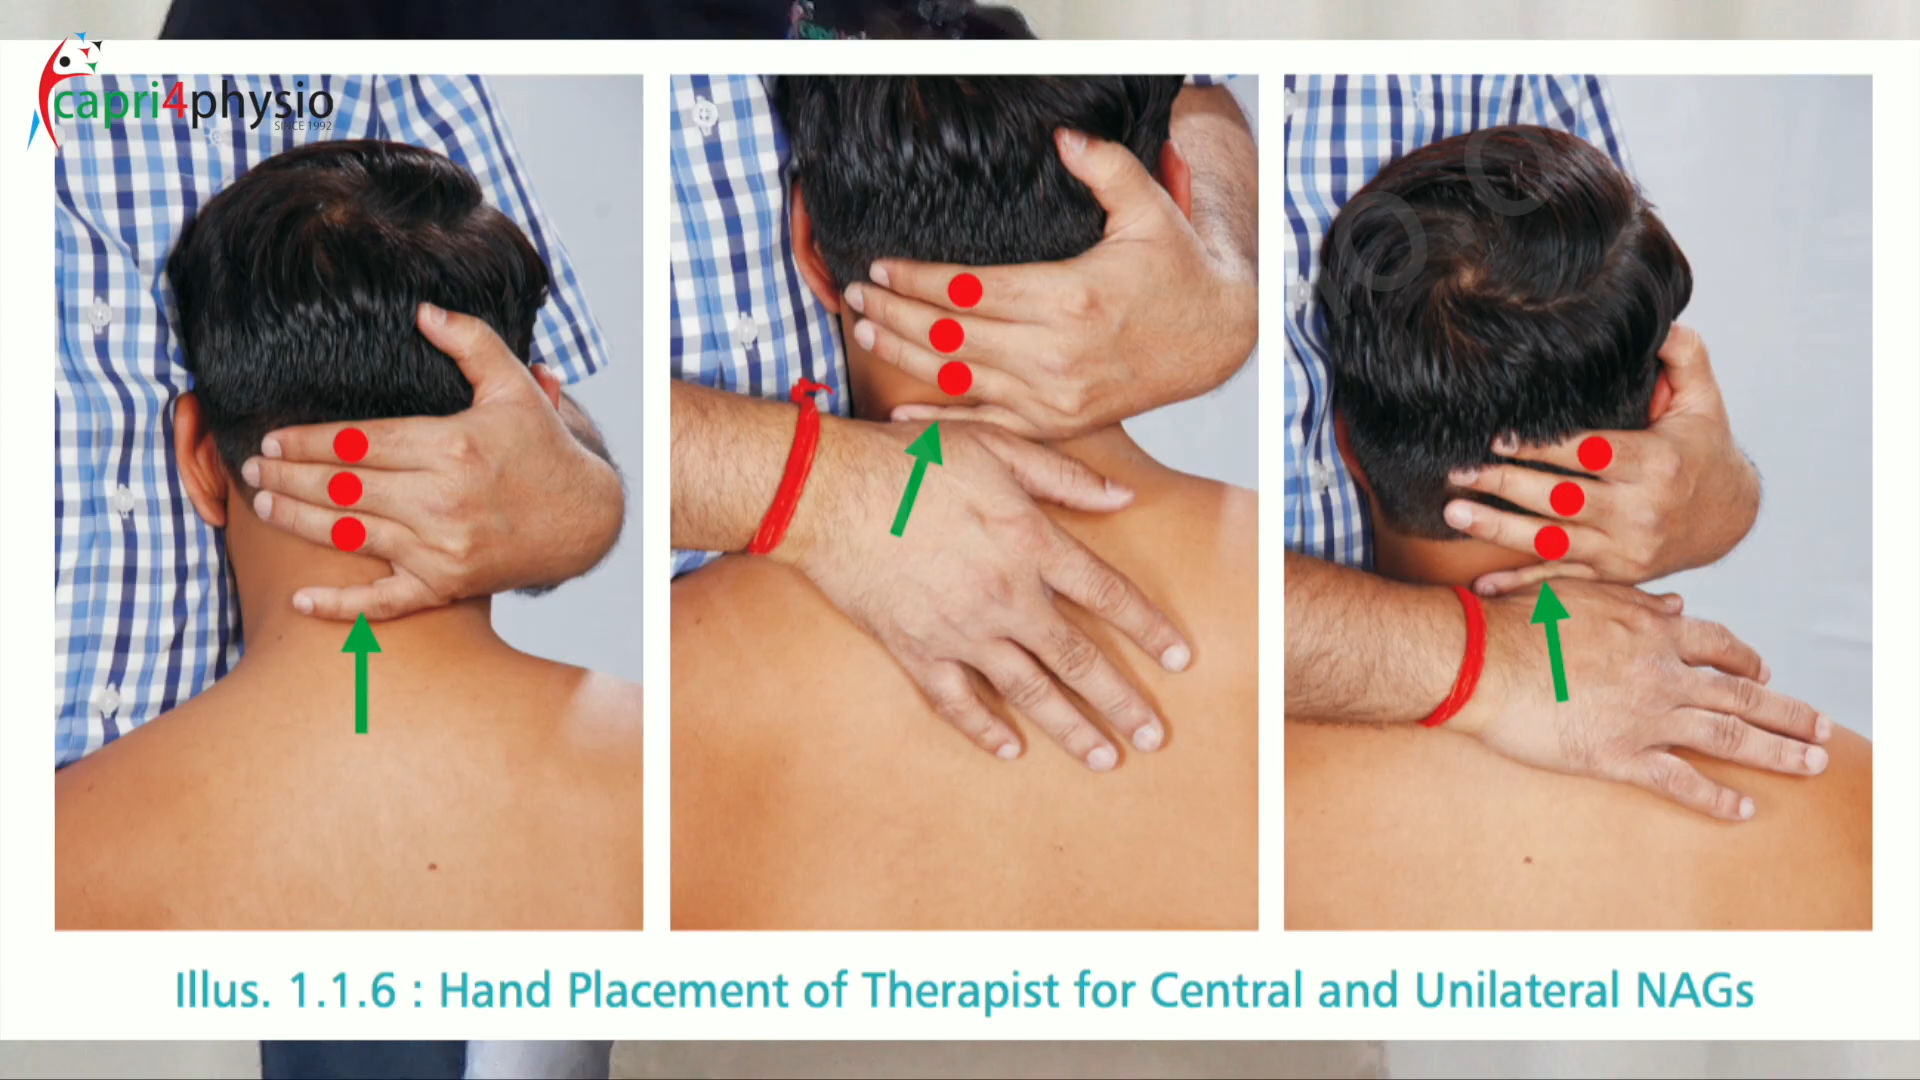 capri4physio
SINCE 1992
Illus. 1.1.6 : Hand Placement of Therapist for Central and Unilateral NAGs